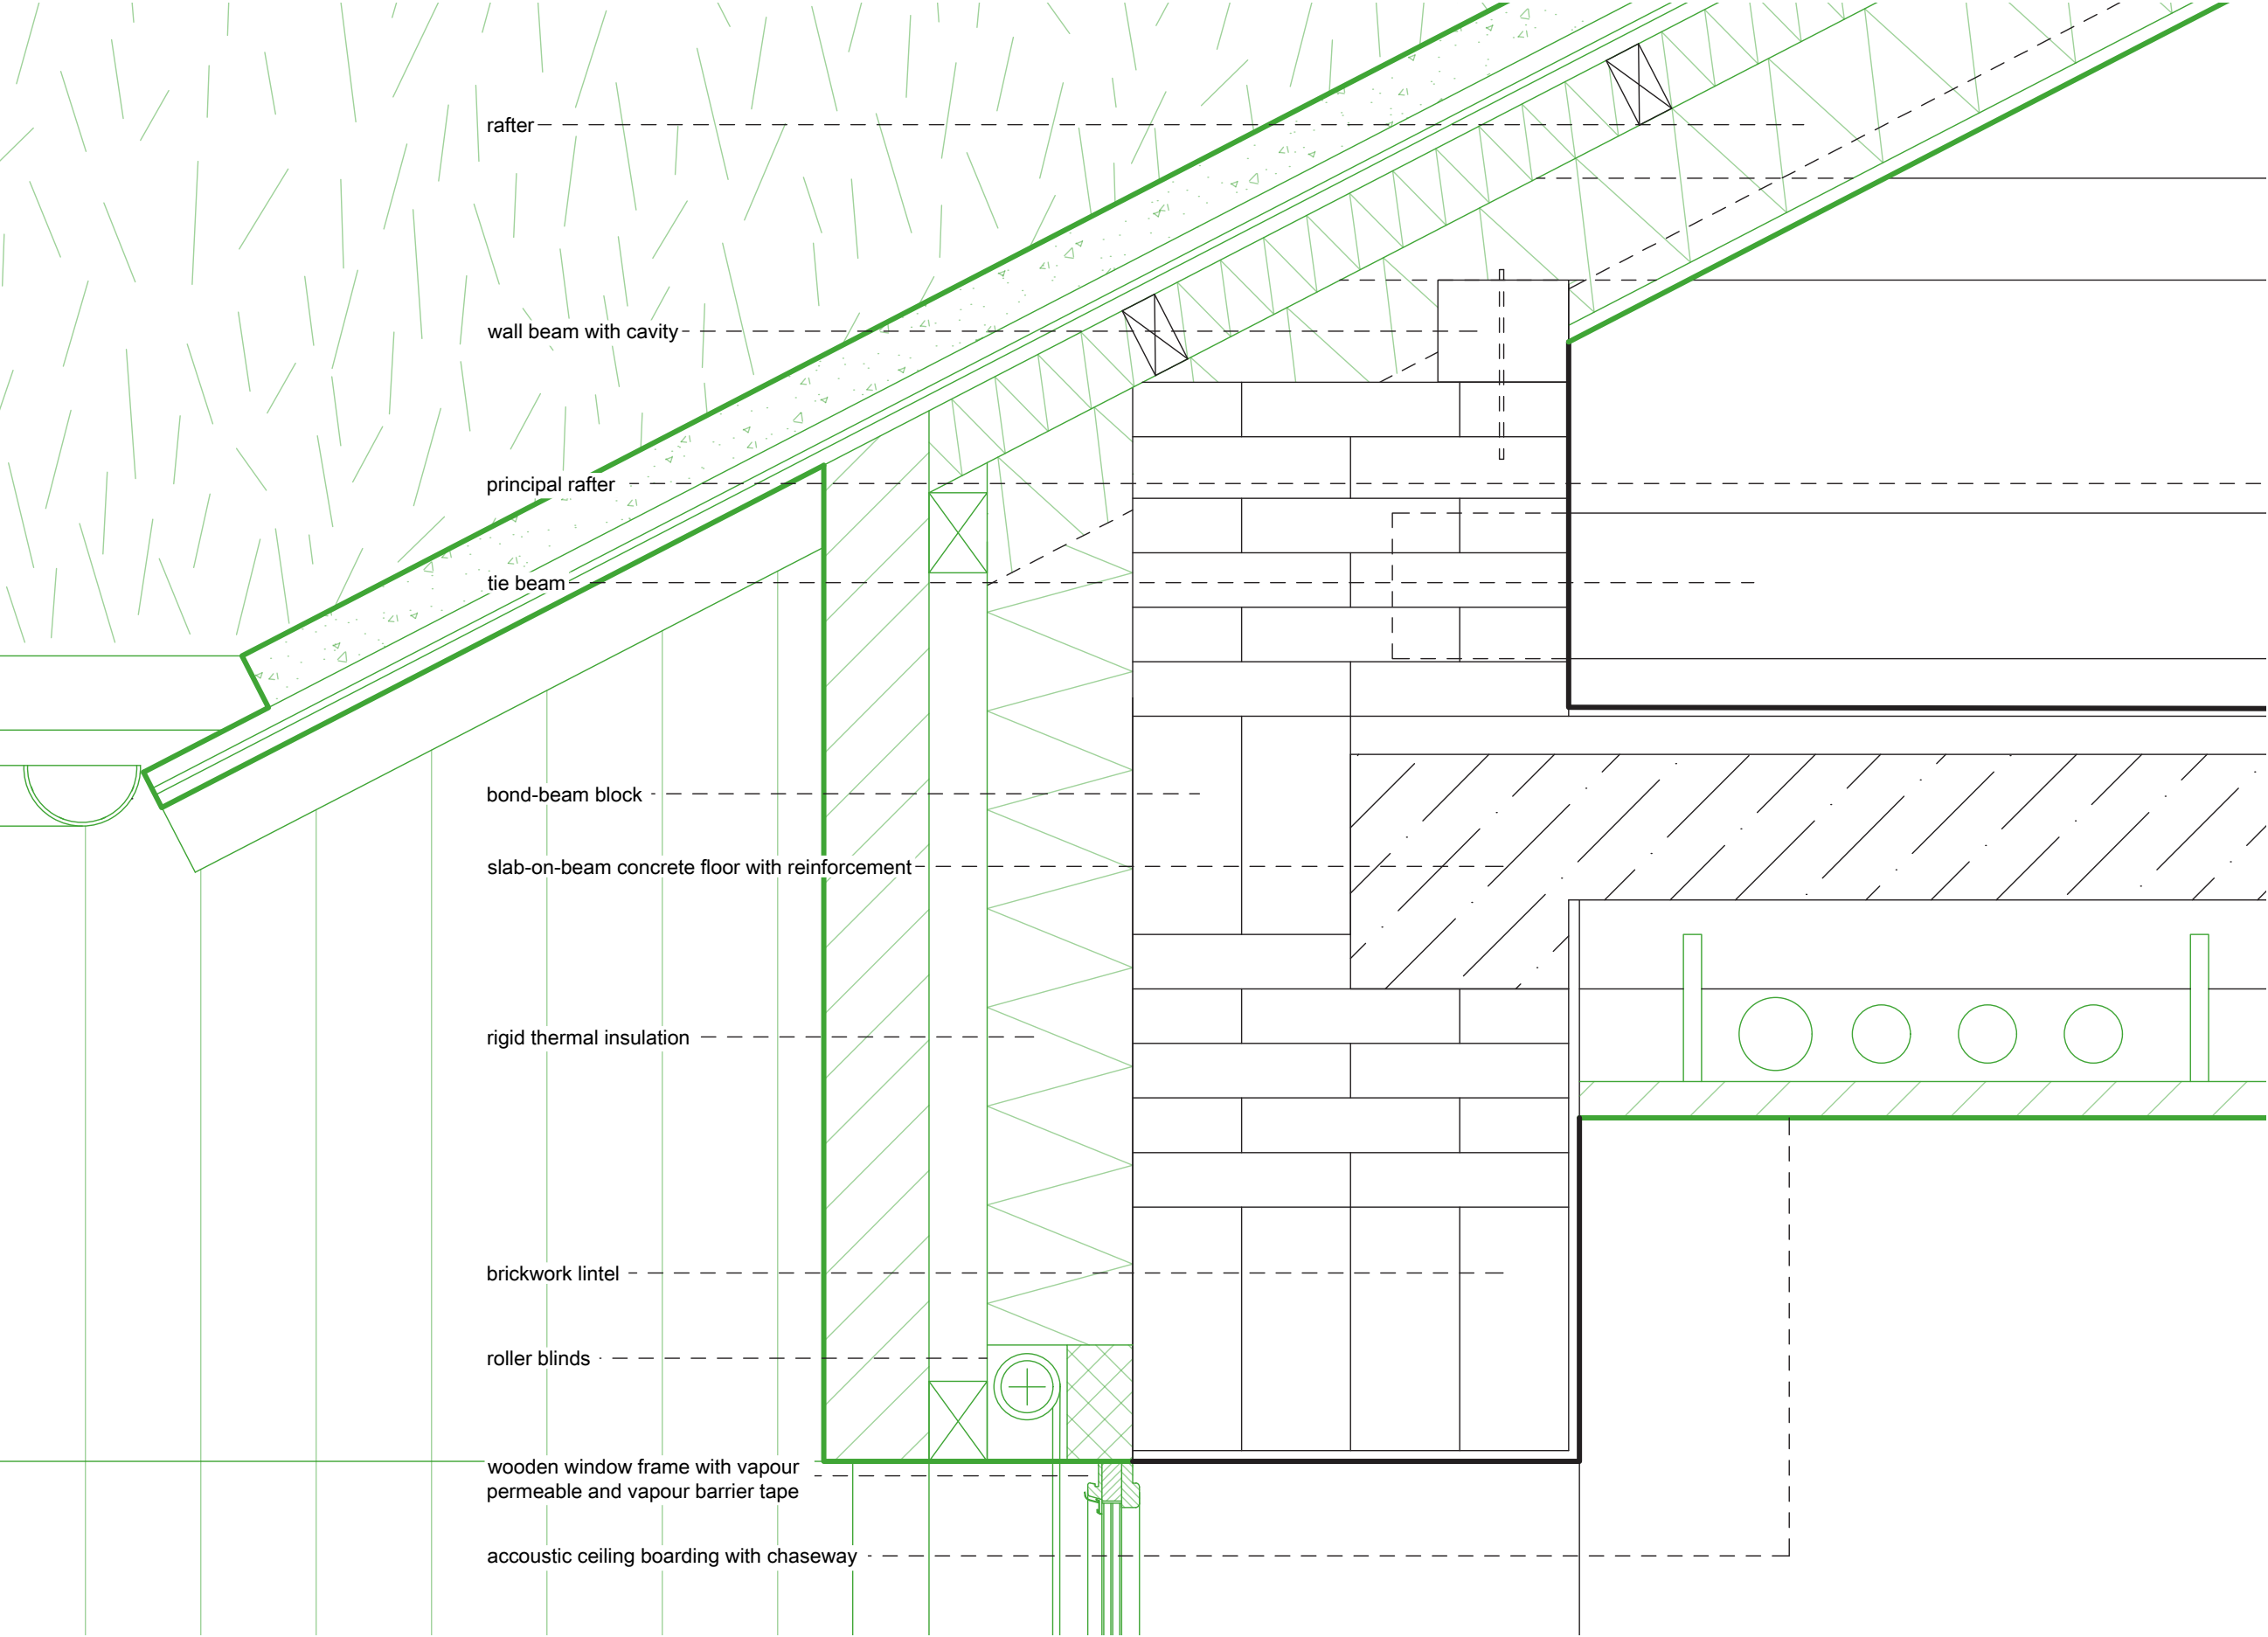 rafter
wall beam with cavity
principal rafter
tie beam
bond-beam block
slab-on-beam concrete floor with reinforcement
rigid thermal insulation
brickwork lintel
roller blinds
wooden window frame with vapour
permeable and vapour barrier tape
accoustic ceiling boarding with chaseway